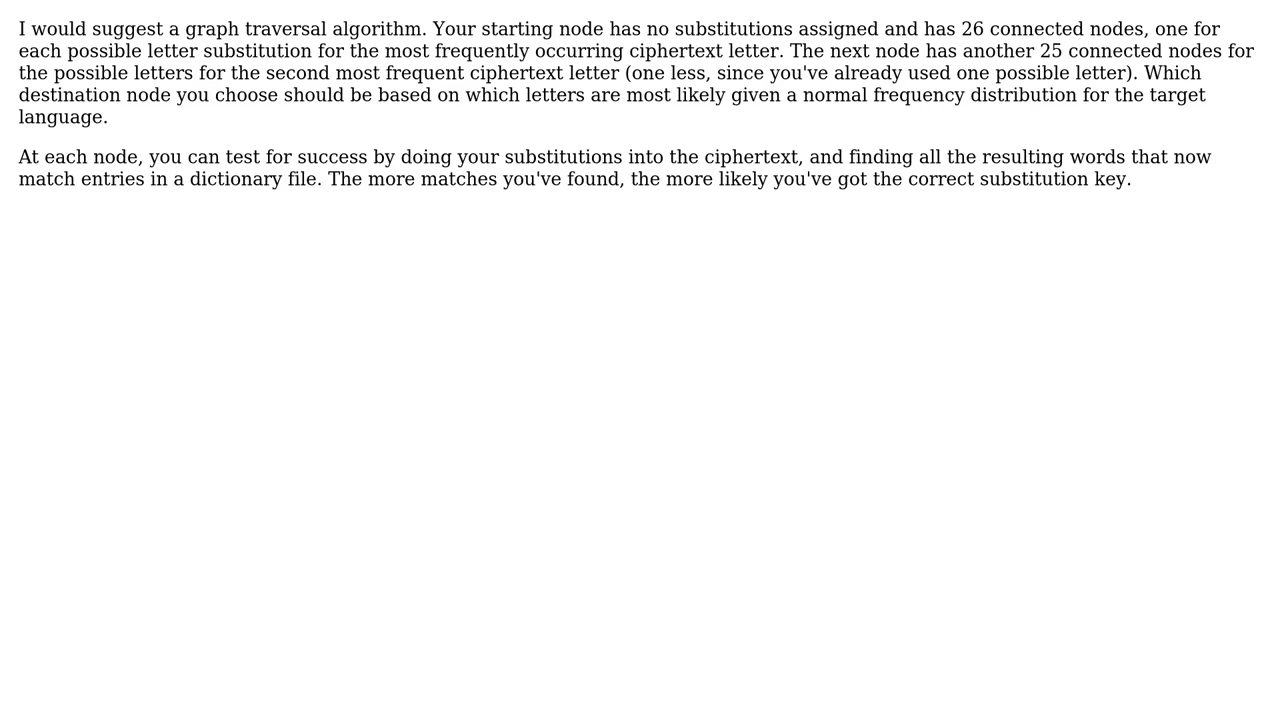 I would suggest a graph traversal algorithm. Your starting node has no substitutions assigned and has 26 connected nodes, one for
each possible letter substitution for the most frequently occurring ciphertext letter. The next node has another 25 connected nodes for
the possible letters for the second most frequent ciphertext letter (one less, since you've already used one possible letter). Which
destination node you choose should be based on which letters are most likely given a normal frequency distribution for the target
language.
At each node, you can test for success by doing your substitutions into the ciphertext, and finding all the resulting words that now
match entries in a dictionary file. The more matches you've found, the more likely you've got the correct substitution key.